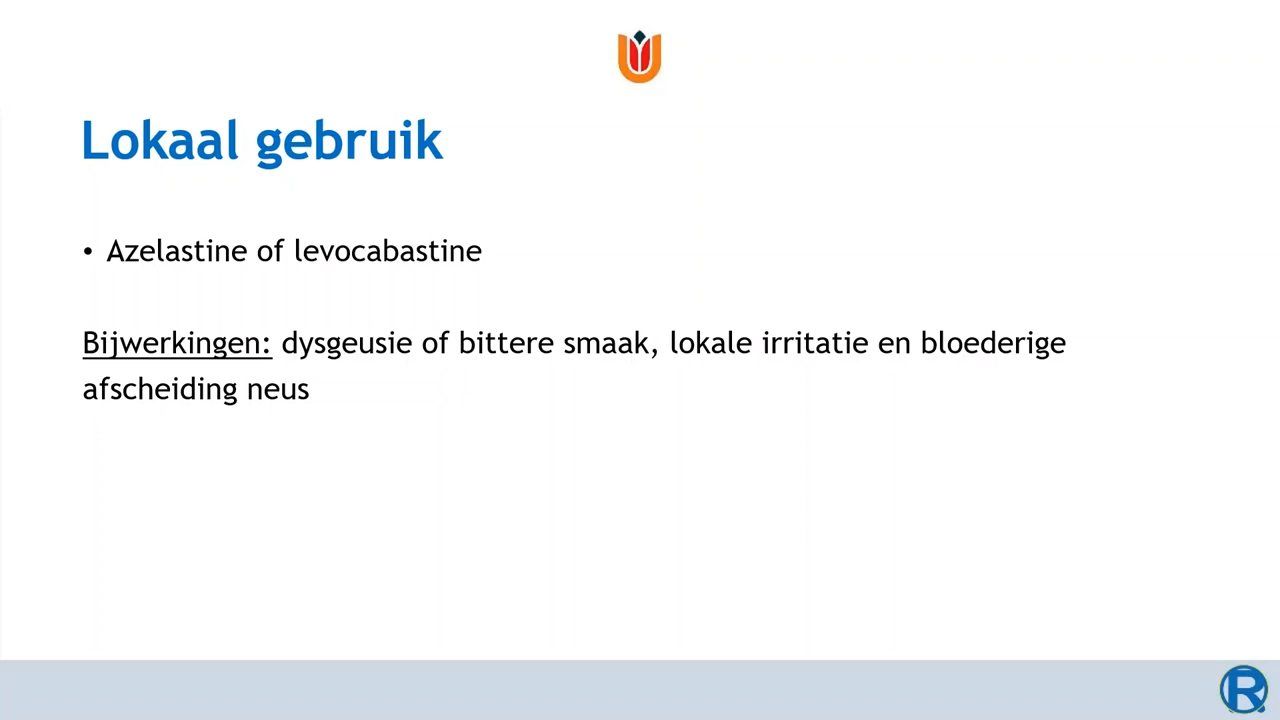 Lokaal gebruik
• Azelastine of levocabastine
Bijwerkingen: dysgeusie of bittere smaak, lokale irritatie en bloederige
afscheiding neus
R